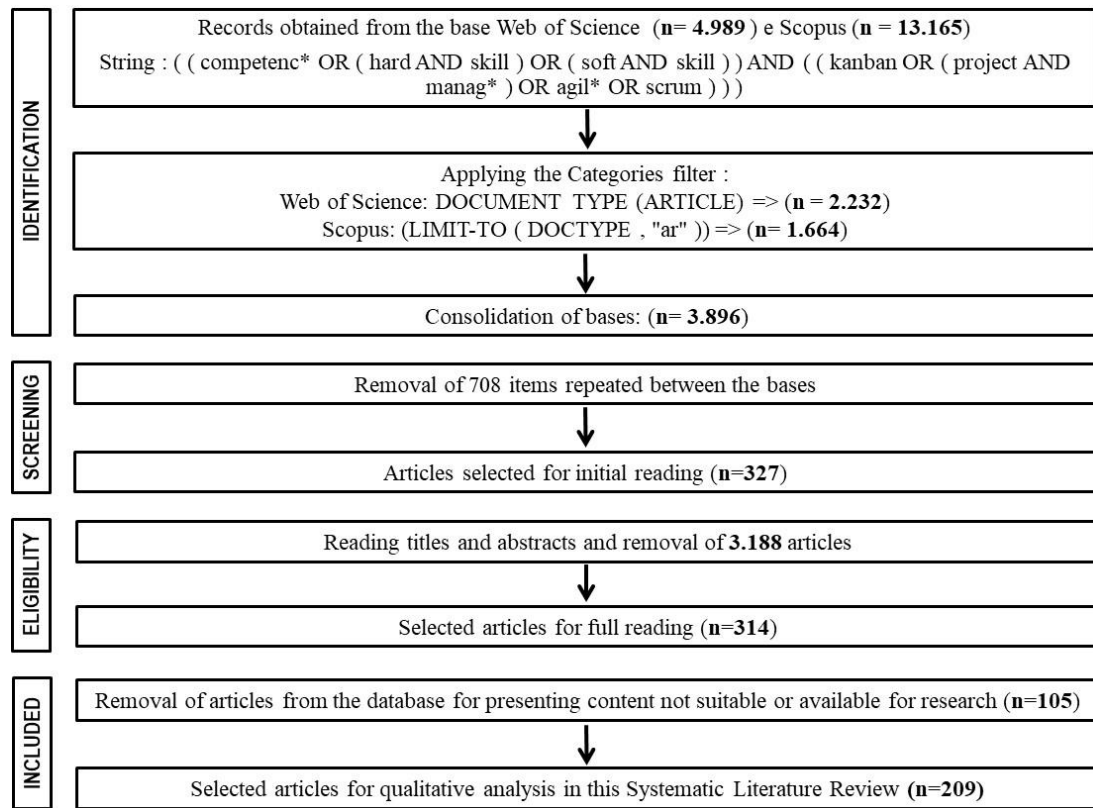 IDENTIFICATION
Records obtained from the base Web of Science (n= 4.989 ) e Scopus (n = 13.165)
String : ( ( competenc* OR ( hard AND skill ) OR ( soft AND skill ) ) AND ( ( kanban OR ( project AND
manag* ) OR agil* OR scrum ) ) )
Applying the Categories filter :
Web of Science: DOCUMENT TYPE (ARTICLE) => (n = 2.232)
Scopus: (LIMIT-TO ( DOCTYPE , "ar" )) => (n= 1.664)
Consolidation of bases: (n= 3.896)
SCREENING
Removal of 708 items repeated between the bases
Articles selected for initial reading (n=327)
ELIGIBILITY
Reading titles and abstracts and removal of 3.188 articles
Selected articles for full reading (n=314)
INCLUDED
Removal of articles from the database for presenting content not suitable or available for research (n=105)
Selected articles for qualitative analysis in this Systematic Literature Review (n=209)